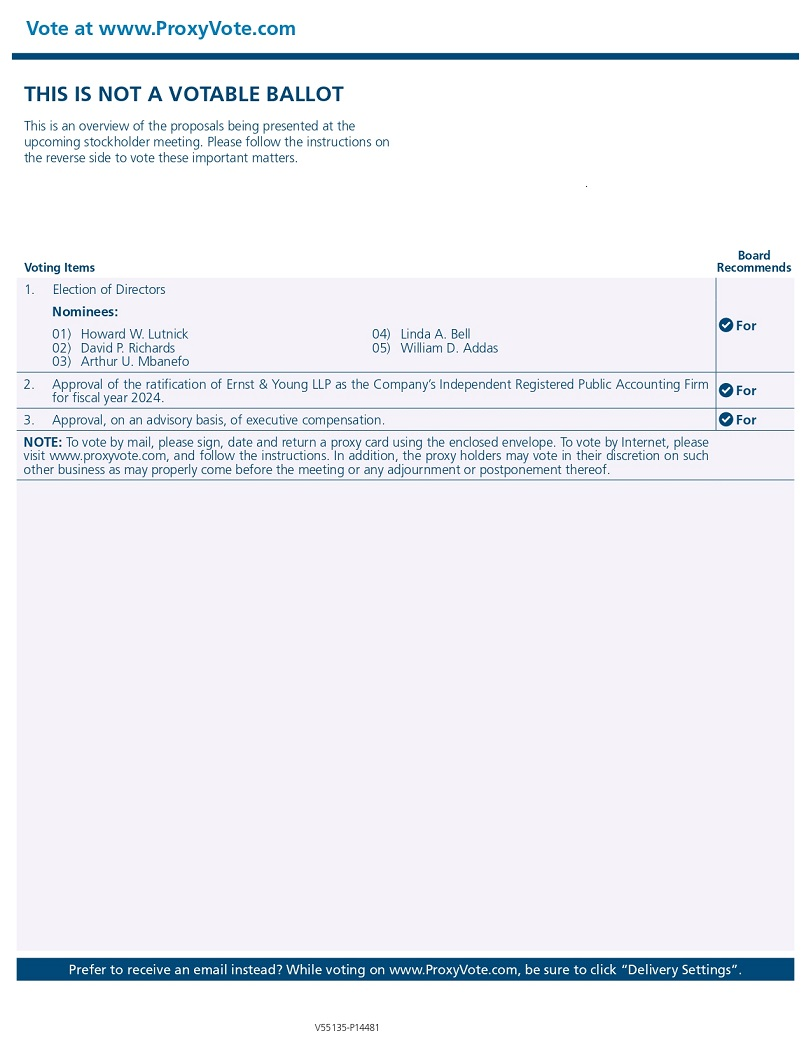 Vote at www.ProxyVote.com
THIS IS NOT A VOTABLE BALLOT
This is an overview of the proposals being presented at the
upcoming stockholder meeting. Please follow the instructions on
the reverse side to vote these important matters.
Voting Items
Board
Recommends
1. Election of Directors
Nominees:
01) Howard W. Lutnick
02) David P. Richards
03) Arthur U. Mbanefo
04) Linda A. Bell
05) William D. Addas
For
2. Approval of the ratification of Ernst & Young LLP as the Company's Independent Registered Public Accounting Firm
for fiscal year 2024.
For
3. Approval, on an advisory basis, of executive compensation.
For
NOTE: To vote by mail, please sign, date and return a proxy card using the enclosed envelope. To vote by Internet, please
visit www.proxyvote.com, and follow the instructions. In addition, the proxy holders may vote in their discretion on such
other business as may properly come before the meeting or any adjournment or postponement thereof.
Prefer to receive an email instead? While voting on www.ProxyVote.com, be sure to click “Delivery Settings”.
V55135-P14481